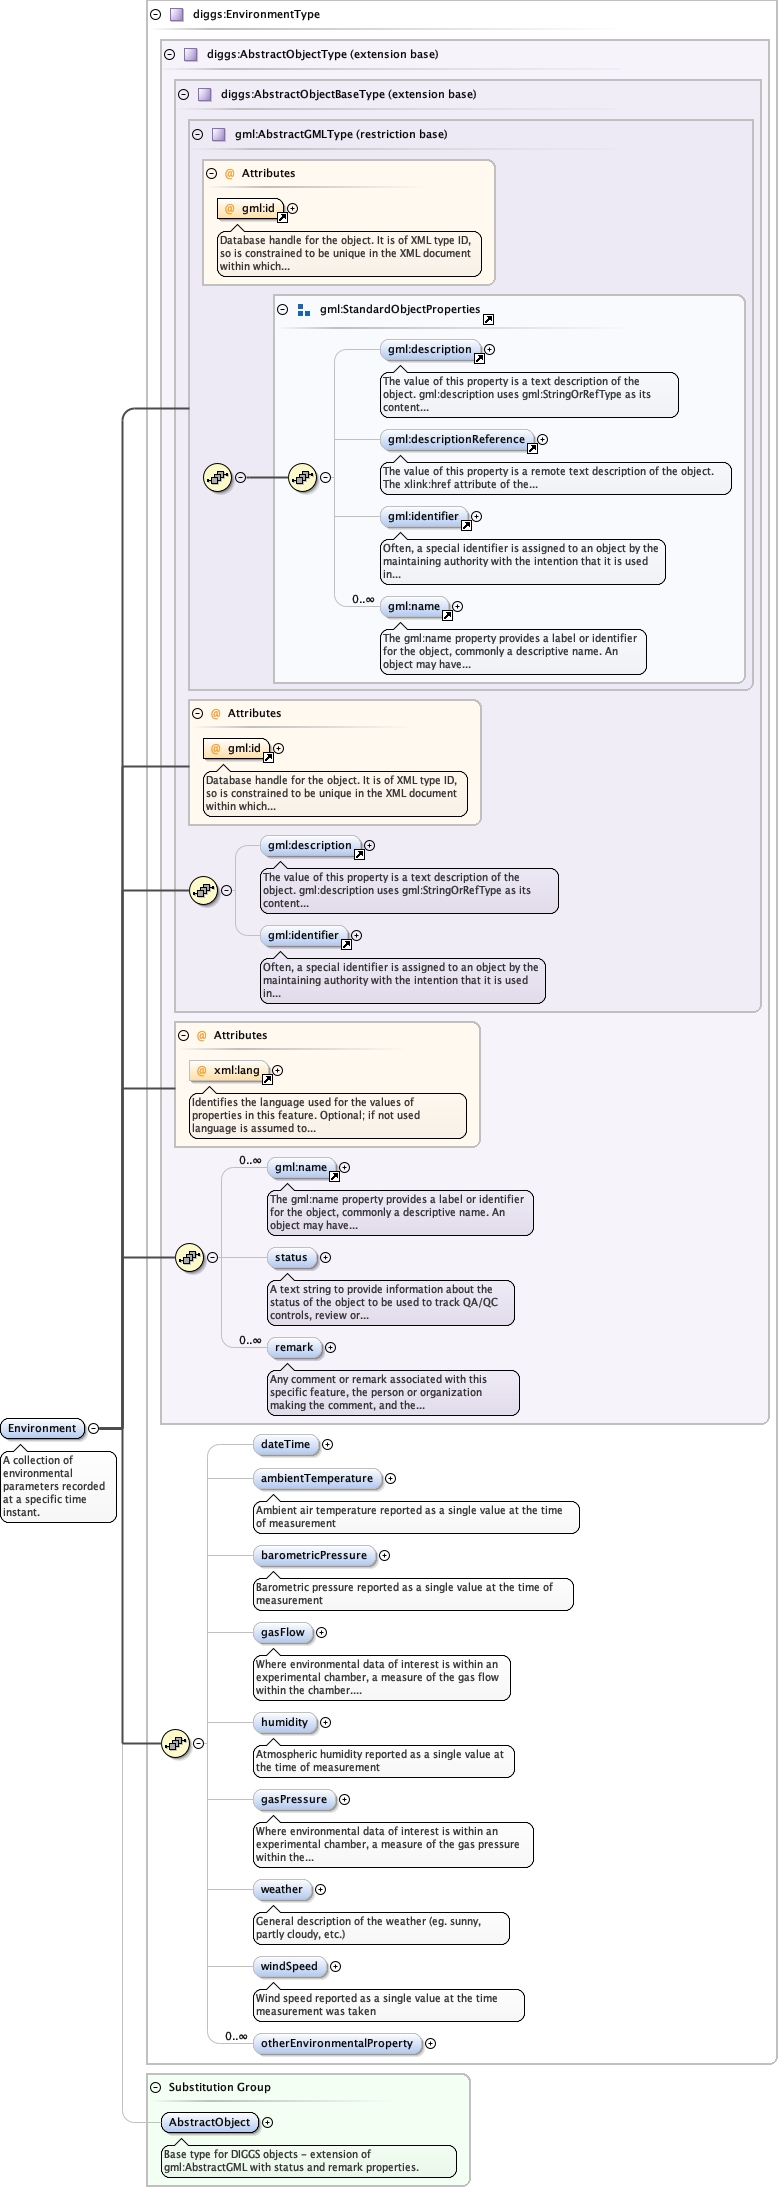 diggs:EnvironmentType
diggs:AbstractObjectType (extension base)
diggs:AbstractObjectBaseType (extension base)
gml:AbstractGMLType (restriction base)
@ Attributes
@ gml:id
Database handle for the object. It is of XML type ID,
so is constrained to be unique in the XML document
within which...
gml:StandardObjectProperties
gml:description
The value of this property is a text description of the
object. gml:description uses gml:StringOrRefType as its
content...
gml:descriptionReference
The value of this property is a remote text description of the object.
The xlink:href attribute of the...
gml:identifier
Often, a special identifier is assigned to an object by the
maintaining authority with the intention that it is used
in...
0..∞
gml:name
The gml:name property provides a label or identifier
for the object, commonly a descriptive name. An
object may have...
@ Attributes
@ gml:id
Database handle for the object. It is of XML type ID,
so is constrained to be unique in the XML document
within which...
gml:description
The value of this property is a text description of the
object. gml:description uses gml:StringOrRefType as its
content...
gml:identifier
Often, a special identifier is assigned to an object by the
maintaining authority with the intention that it is used
in...
@ Attributes
@ xml:lang
Identifies the language used for the values of
properties in this feature. Optional; if not used
language is assumed to...
0..∞
gml:name
The gml:name property provides a label or identifier
for the object, commonly a descriptive name. An
object may have...
status
A text string to provide information about the
status of the object to be used to track QA/QC
controls, review or...
0..∞
remark
Any comment or remark associated with this
specific feature, the person or organization
making the comment, and the...
Environment
A collection of
environmental
parameters recorded
at a specific time
instant.
dateTime
ambientTemperature
Ambient air temperature reported as a single value at the time
of measurement
barometricPressure
Barometric pressure reported as a single value at the time of
measurement
gasFlow
Where environmental data of interest is within an
experimental chamber, a measure of the gas flow
within the chamber....
humidity
Atmospheric humidity reported as a single value at
the time of measurement
gasPressure
Where environmental data of interest is within an
experimental chamber, a measure of the gas pressure
within the...
weather
General description of the weather (eg. sunny,
partly cloudy, etc.)
windSpeed
Wind speed reported as a single value at the time
measurement was taken
0..∞
otherEnvironmentalProperty
Substitution Group
AbstractObject
Base type for DIGGS objects - extension of
gml:AbstractGML with status and remark properties.